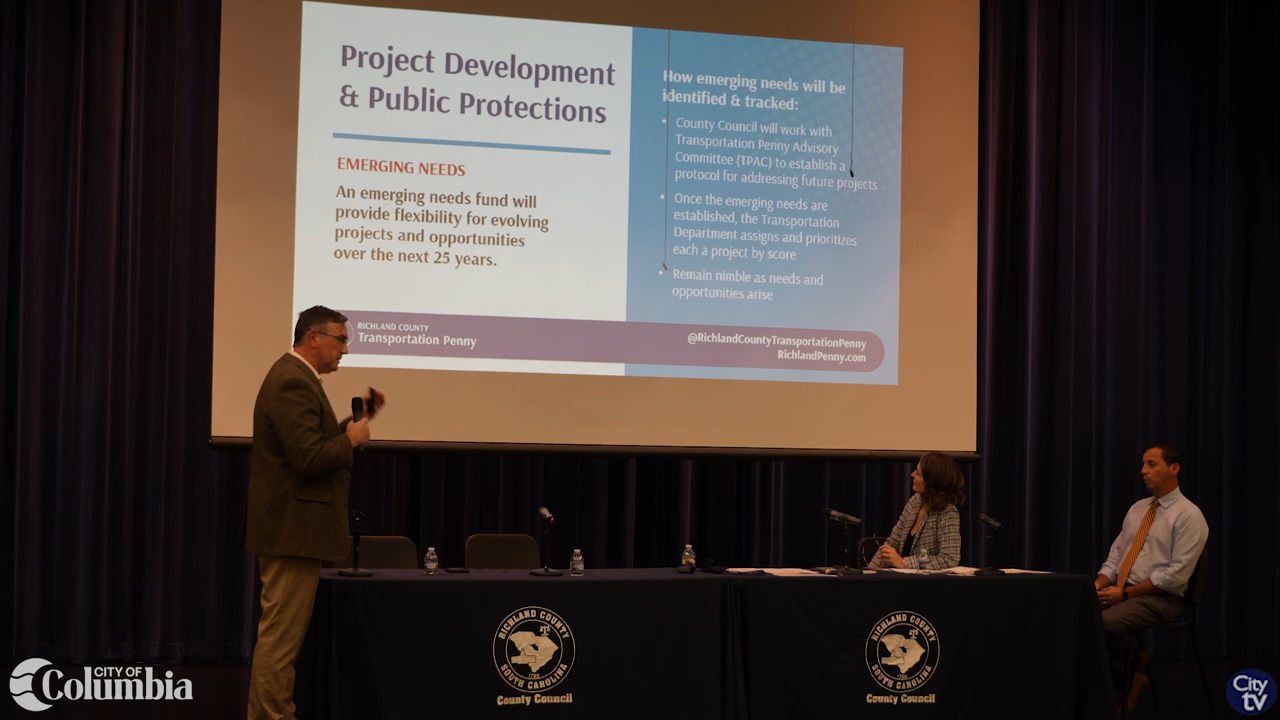 Project Development
& Public Protections
EMERGING NEEDS
An emerging needs fund will
provide flexibility for evolving
projects and opportunities
over the next 25 years.
How emerging needs will be
identified & tracked:
• County Council will work with
Transportation Penny Advisory
Committee (TPAC) to establish a
protocol for addressing future projects
• Once the emerging needs are
established, the Transportation
Department assigns and prioritizes
each a project by score
• Remain nimble as needs and
opportunities arise
RICHLAND COUNTY
Transportation Penny
@RichlandCountyTransportationPenny
RichlandPenny.com
RICHLAND COUNTY
SOUTH CAROLINA
1799
County Council
RICHLAND COUNTY
SOUTH CAROLINA
1799
County Council
CITY OF
Columbia
City
tv